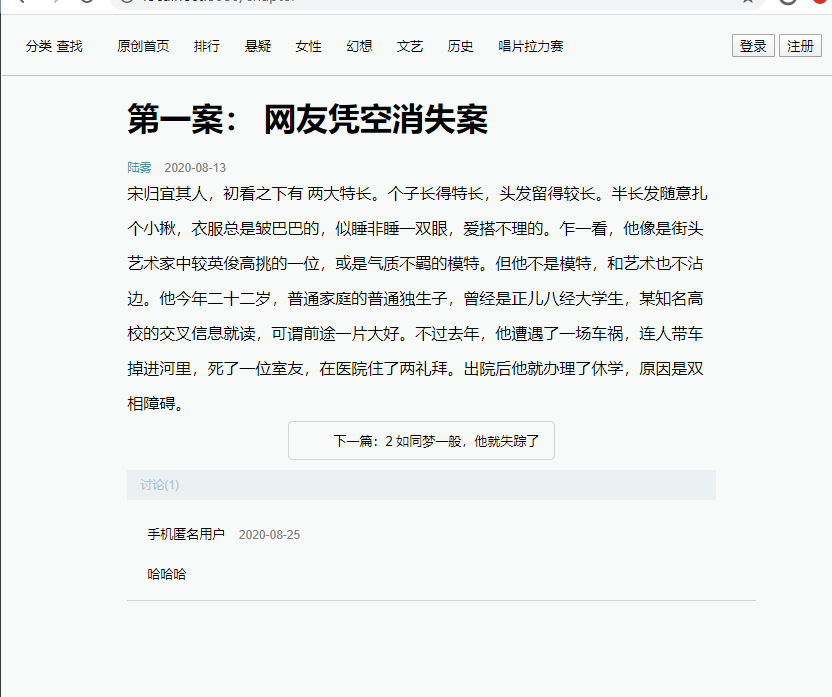 分类 查找 原创首页 排行 悬疑 女性 幻想 文艺 历史 唱片拉力赛 登录 注册
第一案： 网友凭空消失案
陆雾 2020-08-13
宋归宜其人，初看之下有 两大特长。个子长得特长，头发留得较长。半长发随意扎
个小揪，衣服总是皱巴巴的，似睡非睡一双眼，爱搭不理的。乍一看，他像是街头
艺术家中较英俊高挑的一位，或是气质不羁的模特。但他不是模特，和艺术也不沾
边。他今年二十二岁，普通家庭的普通独生子，曾经是正儿八经大学生，某知名高
校的交叉信息就读，可谓前途一片大好。不过去年，他遭遇了一场车祸，连人带车
掉进河里，死了一位室友，在医院住了两礼拜。出院后他就办理了休学，原因是双
相障碍。
下一篇：2 如同梦一般，他就失踪了
讨论(1)
手机匿名用户 2020-08-25
哈哈哈